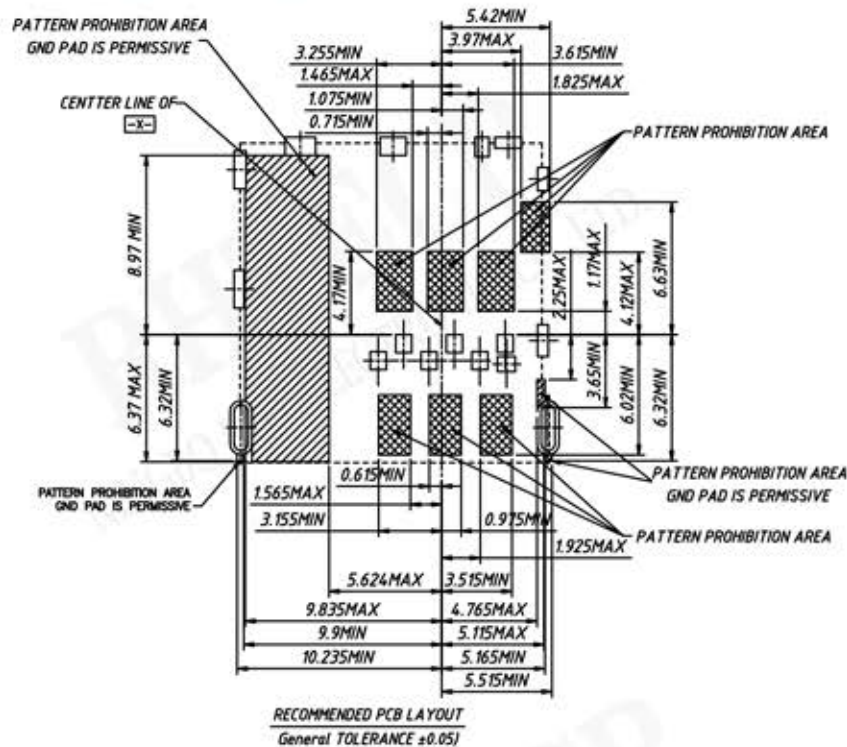 PATTERN PROHIBITION AREA
GND PAD IS PERMISSIVE
5.42MIN
3.97MAX
3.255MIN
3.615MIN
1.465MAX
1.825MAX
1.075MIN
CENTTER LINE OF
-X-
0.715MIN
PATTERN PROHIBITION AREA
8.97 MIN
4.17MIN
2.25MAX
1.17MAX
4.12MIN
6.63MIN
6.37 MAX
6.32MIN
3.65MIN
6.02MIN
6.32MIN
PATTERN PROHIBITION AREA
GND PAD IS PERMISSIVE
0.615MIN
PATTERN PROHIBITION AREA
GND PAD IS PERMISSIVE
1.565MAX
3.155MIN
0.975MIN
PATTERN PROHIBITION AREA
1.925MAX
5.624MAX
3.515MIN
9.835MAX
4.765MIN
9.9MIN
5.115MAX
10.235MIN
5.165MIN
5.515MIN
RECOMMENDED PCB LAYOUT
General TOLERANCE ±0.05)